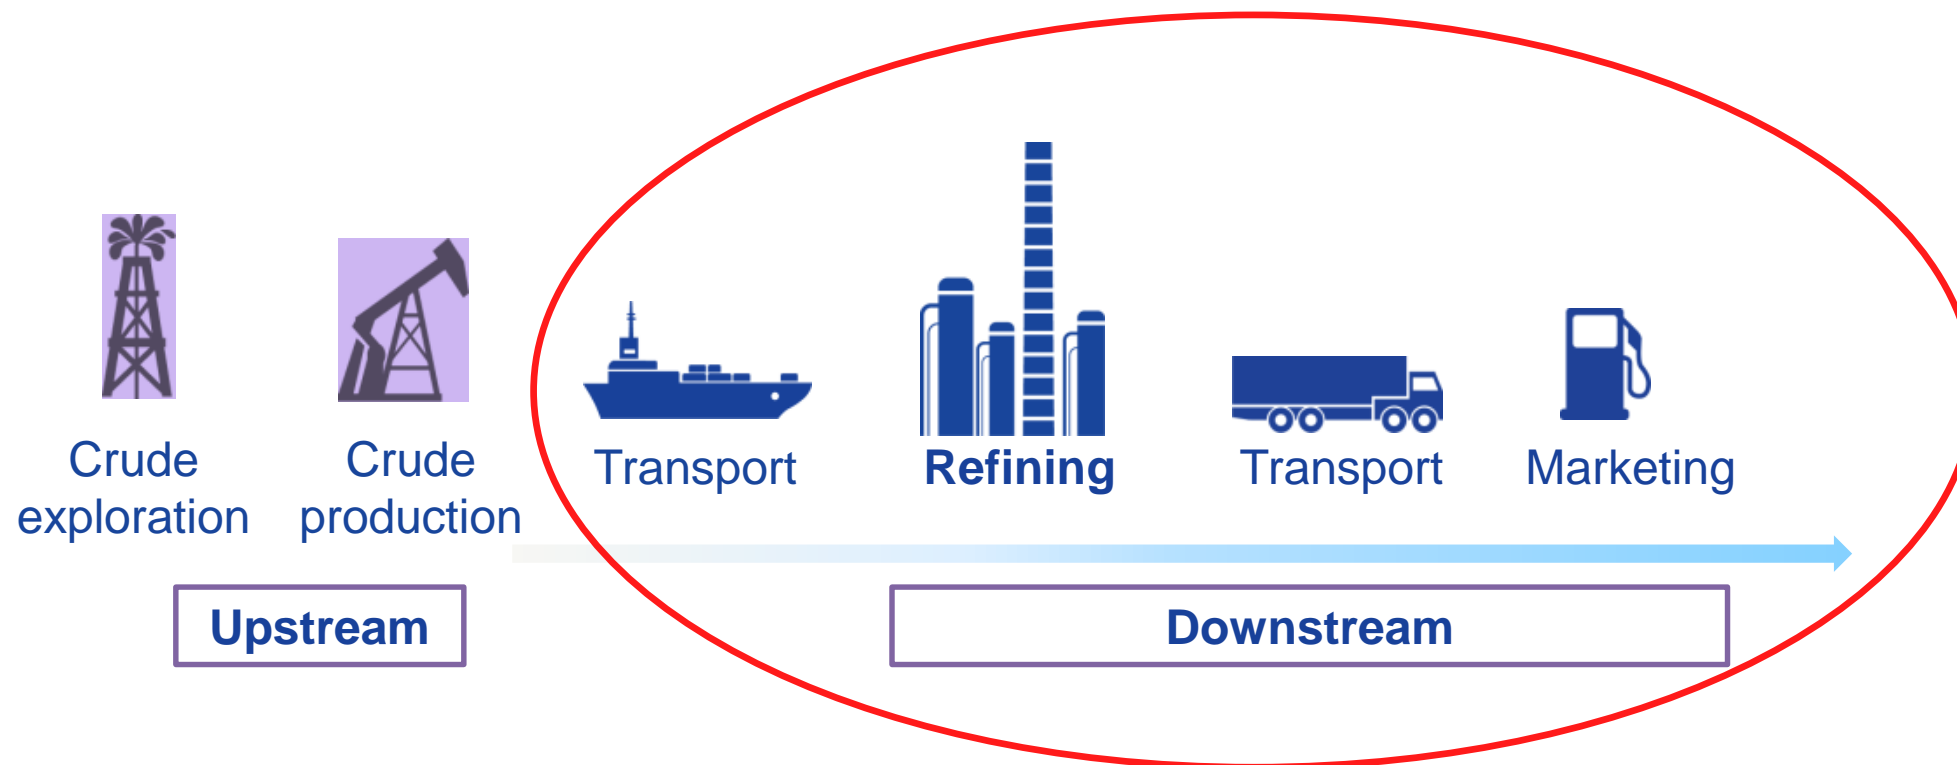 Crude
exploration
Crude
production
Transport
Refining
Transport
Marketing
Upstream
Downstream